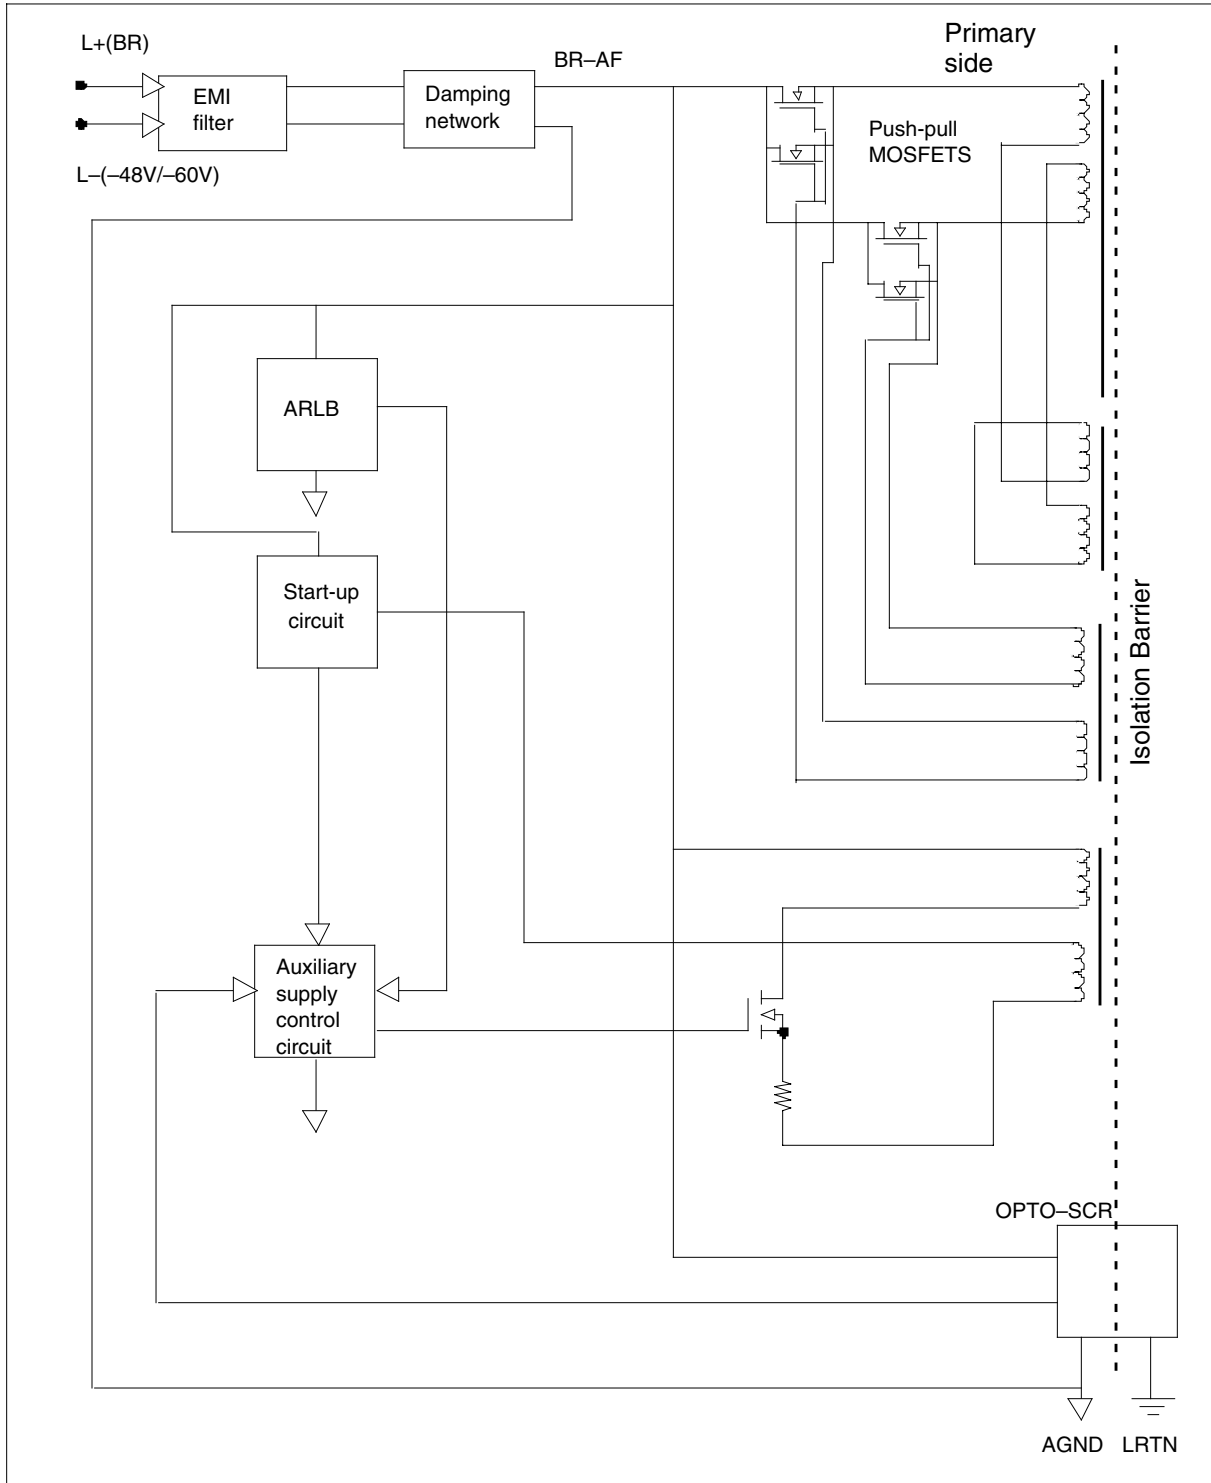 Primary
side
L+(BR)
BR–AF
EMI
filter
Damping
network
Push-pull
MOSFETS
L–(–48V/–60V)
ARLB
Start-up
circuit
Isolation Barrier
Auxiliary
supply
control
circuit
OPTO–SCR
AGND
LRTN